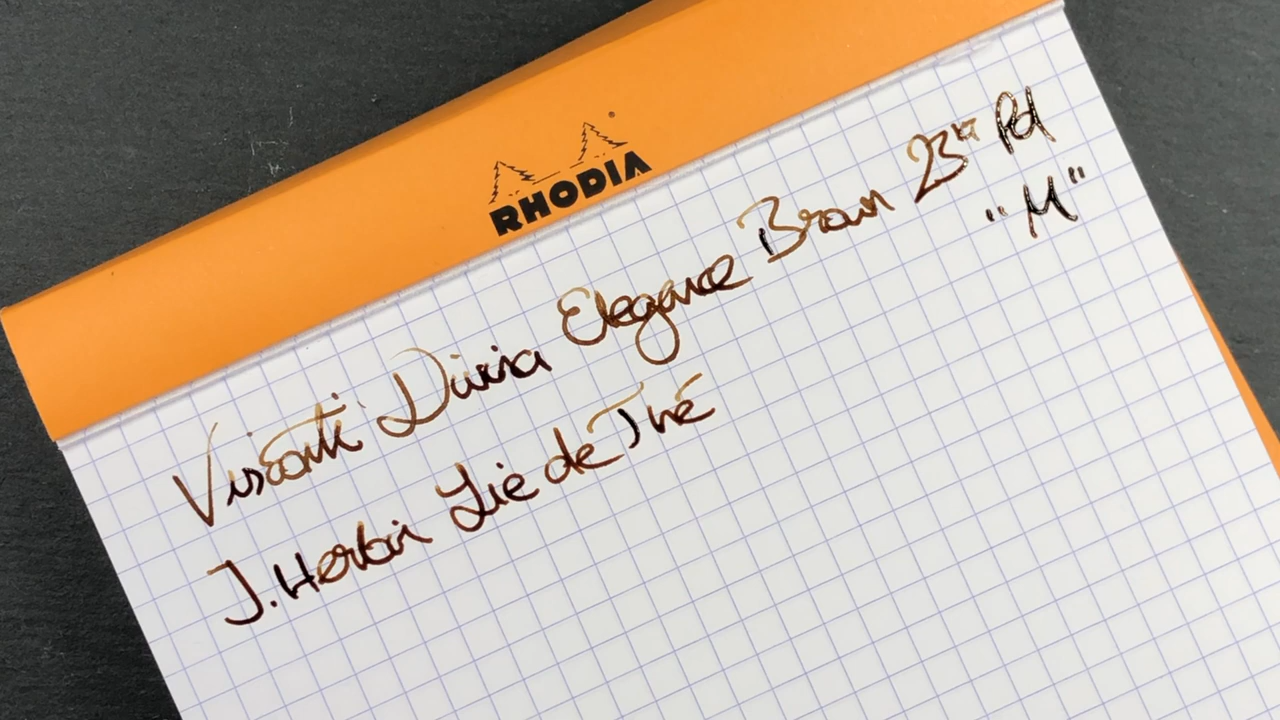 RHODIA
Visconti Divina Elegance Brown 23kt Pd
"M"
J. Herbin Lie de Thé